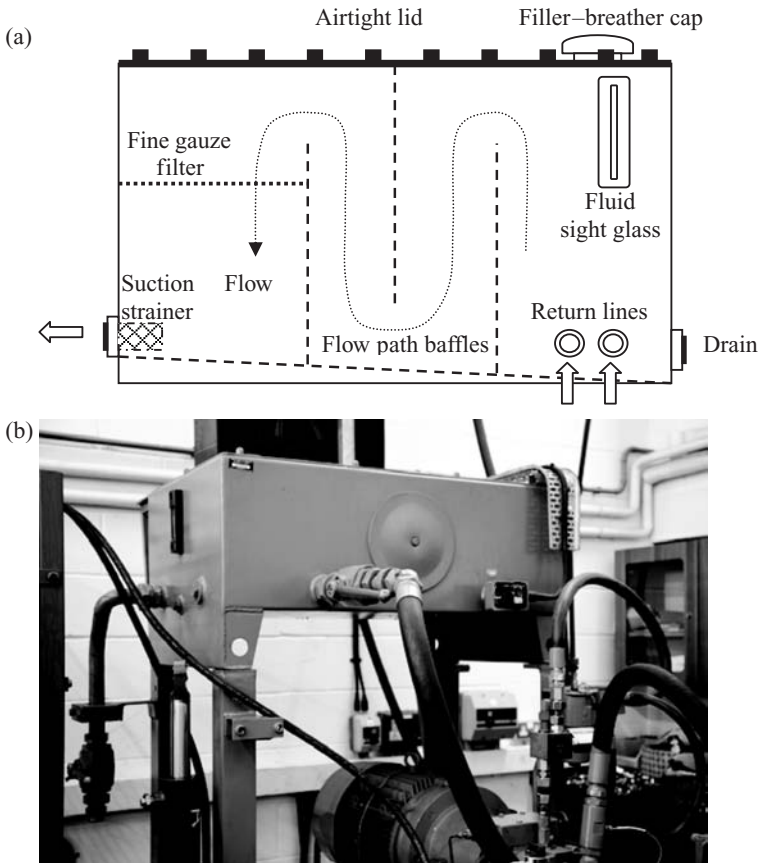 (a)
Airtight lid
Filler–breather cap
Fine gauze
filter
Fluid
sight glass
Suction
strainer
Flow
Return lines
Flow path baffles
Drain
(b)